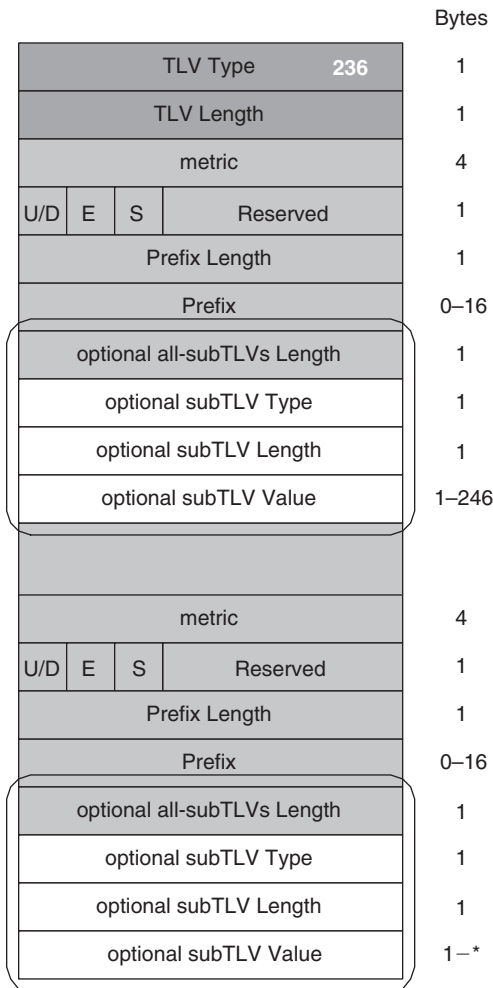 Bytes
TLV Type 236 1
TLV Length 1
metric 4
U/D E S Reserved 1
Prefix Length 1
Prefix 0–16
optional all-subTLVs Length 1
optional subTLV Type 1
optional subTLV Length 1
optional subTLV Value 1–246
metric 4
U/D E S Reserved 1
Prefix Length 1
Prefix 0–16
optional all-subTLVs Length 1
optional subTLV Type 1
optional subTLV Length 1
optional subTLV Value 1–*